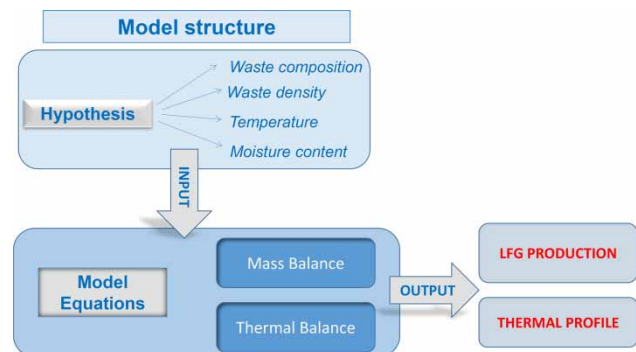 Model structure
Waste composition
Waste density
Hypothesis
Temperature
Moisture content
INPUT
Mass Balance
Model
Equations
Thermal Balance
OUTPUT
LFG PRODUCTION
THERMAL PROFILE